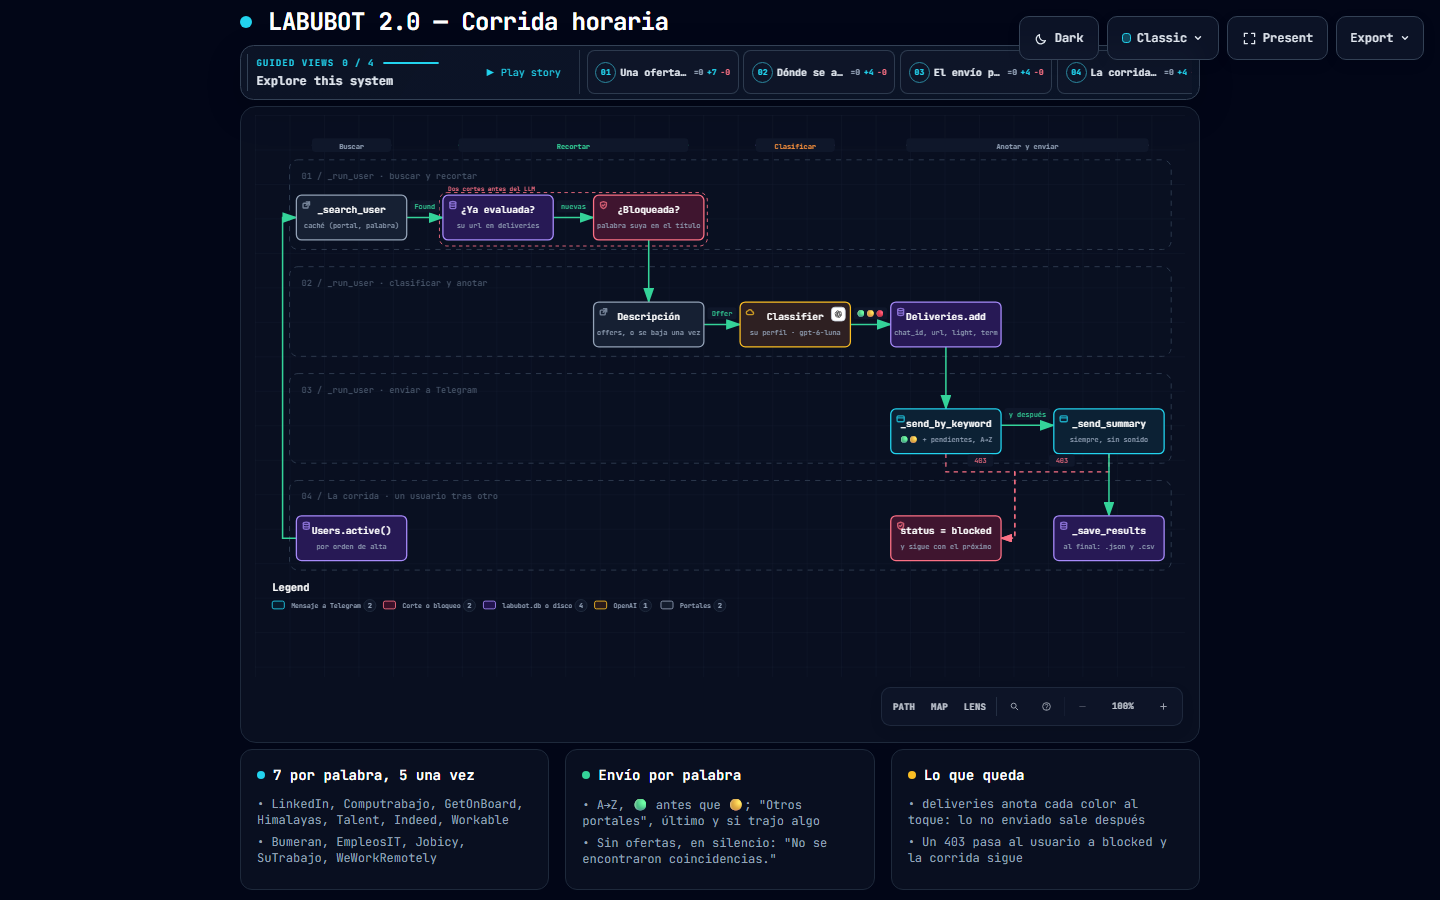 LABUBOT 2.0 — Corrida horaria
Dark
Classic
Present
Export
GUIDED VIEWS 0 / 4
Explore this system
▶ Play story
01 Una oferta… =0 +7 -0
02 Dónde se a… =0 +4 -0
03 El envío p… =0 +4 -0
04 La corrida… =0 +4
Buscar
Recortar
Clasificar
Anotar y enviar
01 / _run_user · buscar y recortar
Dos cortes antes del LLM
_search_user
caché (portal, palabra)
Found
¿Ya evaluada?
su url en deliveries
nuevas
¿Bloqueada?
palabra suya en el título
02 / _run_user · clasificar y anotar
Descripción
offers, o se baja una vez
Offer
Classifier
su perfil · gpt-6-luna
Deliveries.add
chat_id, url, light, term
03 / _run_user · enviar a Telegram
_send_by_keyword
+ pendientes, A→Z
y después
_send_summary
siempre, sin sonido
403
403
04 / La corrida · un usuario tras otro
Users.active()
por orden de alta
status = blocked
y sigue con el próximo
_save_results
al final: .json y .csv
Legend
Mensaje a Telegram 2
Corte o bloqueo 2
labubot.db o disco 4
OpenAI 1
Portales 2
PATH
MAP
LENS
100%
7 por palabra, 5 una vez
• LinkedIn, Computrabajo, GetOnBoard,
Himalayas, Talent, Indeed, Workable
• Bumeran, EmpleosIT, Jobicy,
SuTrabajo, WeWorkRemotely
Envío por palabra
• A→Z, 🟢 antes que 🟡; "Otros
portales", último y si trajo algo
• Sin ofertas, en silencio: "No se
encontraron coincidencias."
Lo que queda
• deliveries anota cada color al
toque: lo no enviado sale después
• Un 403 pasa al usuario a blocked y
la corrida sigue